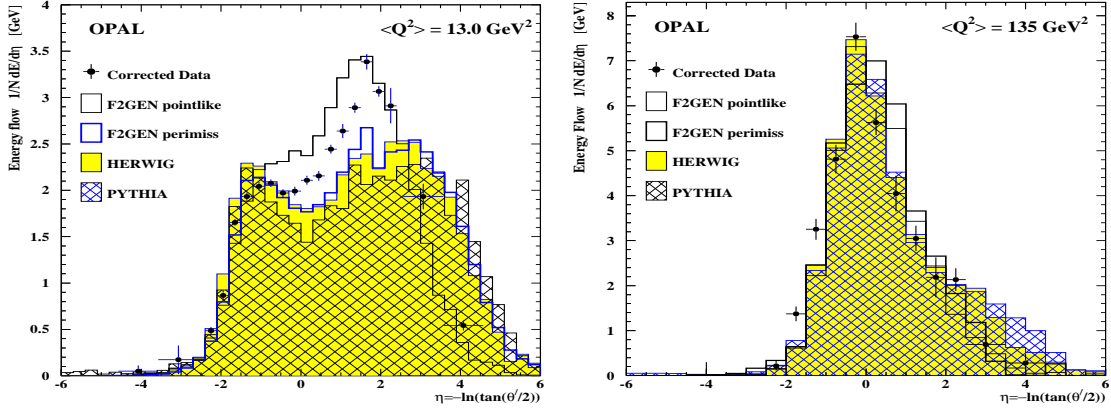 OPAL
<Q²> = 13.0 GeV²
Corrected Data
F2GEN pointlike
F2GEN perimiss
HERWIG
PYTHIA
Energy flow 1/N dE/dη [GeV]
4
3.5
3
2.5
2
1.5
1
0.5
0
-6 -4 -2 0 2 4 6
η=−ln(tan(θ′/2))
OPAL
<Q²> = 135 GeV²
Corrected Data
F2GEN pointlike
F2GEN perimiss
HERWIG
PYTHIA
Energy Flow 1/N dE/dη [GeV]
8
7
6
5
4
3
2
1
0
-6 -4 -2 0 2 4 6
η=−ln(tan(θ′/2))